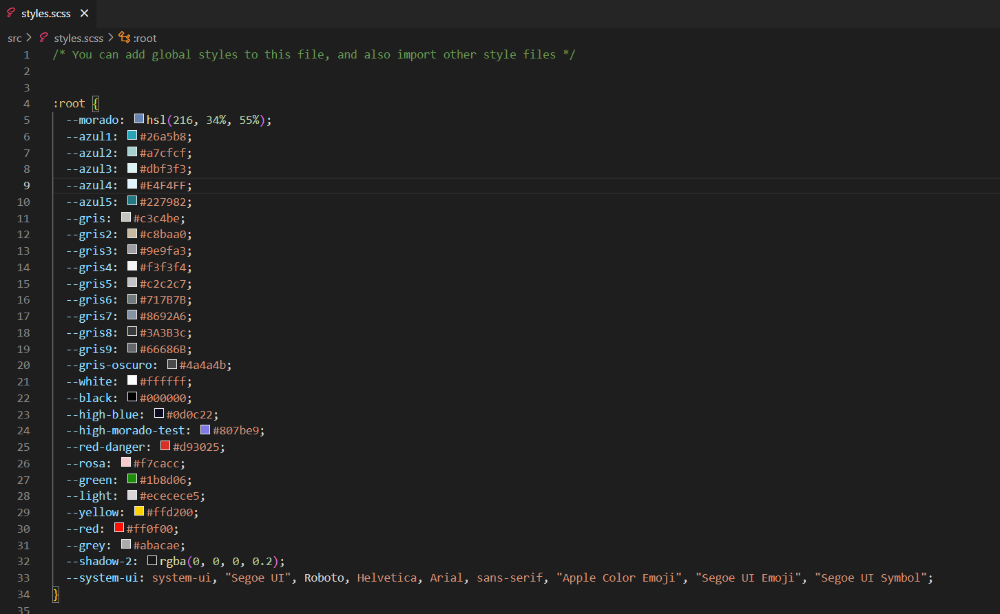 styles.scss ✕
src > styles.scss > :root
1 /* You can add global styles to this file, and also import other style files */
2
3
4 :root {
5 --morado: hsl(216, 34%, 55%);
6 --azul1: #26a5b8;
7 --azul2: #a7cfcf;
8 --azul3: #dbf3f3;
9 --azul4: #E4F4FF;
10 --azul5: #227982;
11 --gris: #c3c4be;
12 --gris2: #c8baa0;
13 --gris3: #9e9fa3;
14 --gris4: #f3f3f4;
15 --gris5: #c2c2c7;
16 --gris6: #717B7B;
17 --gris7: #8692A6;
18 --gris8: #3A3B3c;
19 --gris9: #66686B;
20 --gris-oscuro: #4a4a4b;
21 --white: #ffffff;
22 --black: #000000;
23 --high-blue: #0d0c22;
24 --high-morado-test: #807be9;
25 --red-danger: #d93025;
26 --rosa: #f7cacc;
27 --green: #1b8d06;
28 --light: #ececece5;
29 --yellow: #ffd200;
30 --red: #ff0f00;
31 --grey: #abacae;
32 --shadow-2: rgba(0, 0, 0, 0.2);
33 --system-ui: system-ui, "Segoe UI", Roboto, Helvetica, Arial, sans-serif, "Apple Color Emoji", "Segoe UI Emoji", "Segoe UI Symbol";
34 }
35